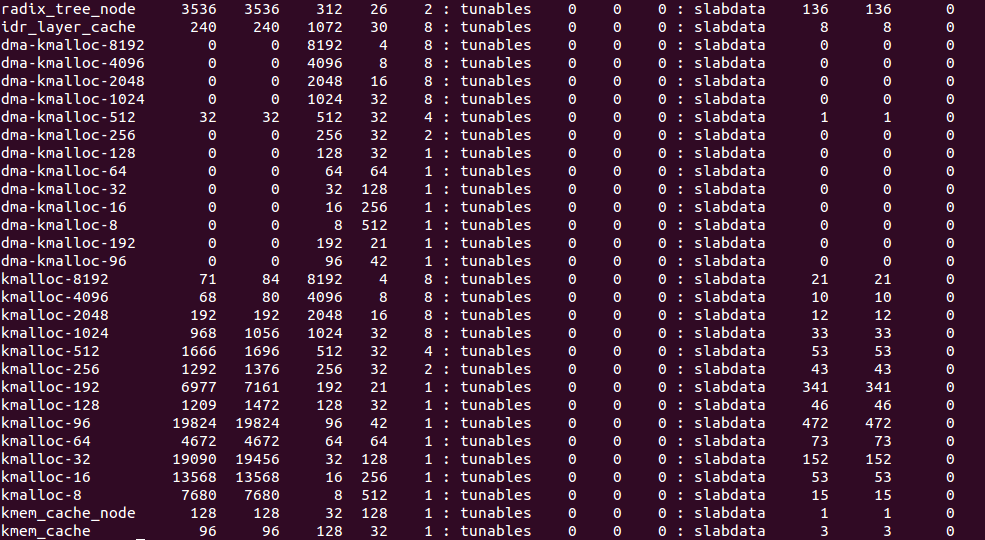 radix_tree_node 3536 3536 312 26 2 : tunables 0 0 0 : slabdata 136 136 0
idr_layer_cache 240 240 1072 30 8 : tunables 0 0 0 : slabdata 8 8 0
dma-kmalloc-8192 0 0 8192 4 8 : tunables 0 0 0 : slabdata 0 0 0
dma-kmalloc-4096 0 0 4096 8 8 : tunables 0 0 0 : slabdata 0 0 0
dma-kmalloc-2048 0 0 2048 16 8 : tunables 0 0 0 : slabdata 0 0 0
dma-kmalloc-1024 0 0 1024 32 8 : tunables 0 0 0 : slabdata 0 0 0
dma-kmalloc-512 32 32 512 32 4 : tunables 0 0 0 : slabdata 1 1 0
dma-kmalloc-256 0 0 256 32 2 : tunables 0 0 0 : slabdata 0 0 0
dma-kmalloc-128 0 0 128 32 1 : tunables 0 0 0 : slabdata 0 0 0
dma-kmalloc-64 0 0 64 64 1 : tunables 0 0 0 : slabdata 0 0 0
dma-kmalloc-32 0 0 32 128 1 : tunables 0 0 0 : slabdata 0 0 0
dma-kmalloc-16 0 0 16 256 1 : tunables 0 0 0 : slabdata 0 0 0
dma-kmalloc-8 0 0 8 512 1 : tunables 0 0 0 : slabdata 0 0 0
dma-kmalloc-192 0 0 192 21 1 : tunables 0 0 0 : slabdata 0 0 0
dma-kmalloc-96 0 0 96 42 1 : tunables 0 0 0 : slabdata 0 0 0
kmalloc-8192 71 84 8192 4 8 : tunables 0 0 0 : slabdata 21 21 0
kmalloc-4096 68 80 4096 8 8 : tunables 0 0 0 : slabdata 10 10 0
kmalloc-2048 192 192 2048 16 8 : tunables 0 0 0 : slabdata 12 12 0
kmalloc-1024 968 1056 1024 32 8 : tunables 0 0 0 : slabdata 33 33 0
kmalloc-512 1666 1696 512 32 4 : tunables 0 0 0 : slabdata 53 53 0
kmalloc-256 1292 1376 256 32 2 : tunables 0 0 0 : slabdata 43 43 0
kmalloc-192 6977 7161 192 21 1 : tunables 0 0 0 : slabdata 341 341 0
kmalloc-128 1209 1472 128 32 1 : tunables 0 0 0 : slabdata 46 46 0
kmalloc-96 19824 19824 96 42 1 : tunables 0 0 0 : slabdata 472 472 0
kmalloc-64 4672 4672 64 64 1 : tunables 0 0 0 : slabdata 73 73 0
kmalloc-32 19090 19456 32 128 1 : tunables 0 0 0 : slabdata 152 152 0
kmalloc-16 13568 13568 16 256 1 : tunables 0 0 0 : slabdata 53 53 0
kmalloc-8 7680 7680 8 512 1 : tunables 0 0 0 : slabdata 15 15 0
kmem_cache_node 128 128 32 128 1 : tunables 0 0 0 : slabdata 1 1 0
kmem_cache 96 96 128 32 1 : tunables 0 0 0 : slabdata 3 3 0